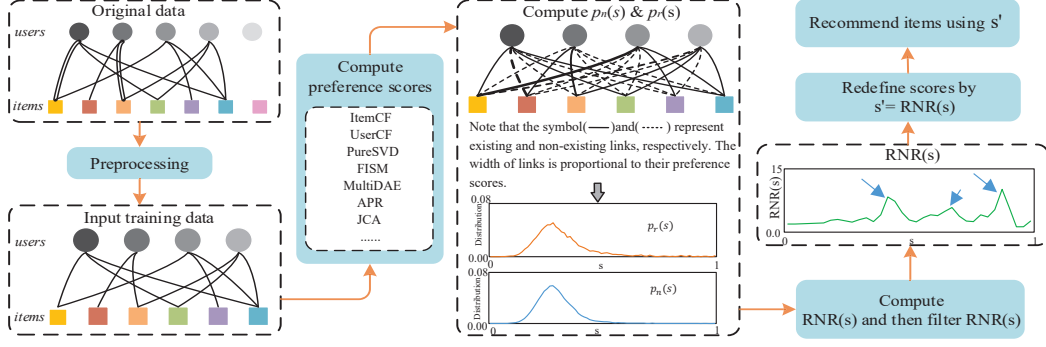 Original data
users
items
Preprocessing
Input training data
users
items
Compute
preference scores
ItemCF
UserCF
PureSVD
FISM
MultiDAE
APR
JCA
......
Compute pn(s) & pr(s)
Note that the symbol( — )and( ---- ) represent
existing and non-existing links, respectively. The
width of links is proportional to their preference
scores.
0.08
Distribution
pr(s)
0.00
0 s 1
0.08
Distribution
pn(s)
0.00
0 s 1
Recommend items using s'
Redefine scores by
s'= RNR(s)
RNR(s)
15
RNR(s)
0.0
0 s 1
Compute
RNR(s) and then filter RNR(s)